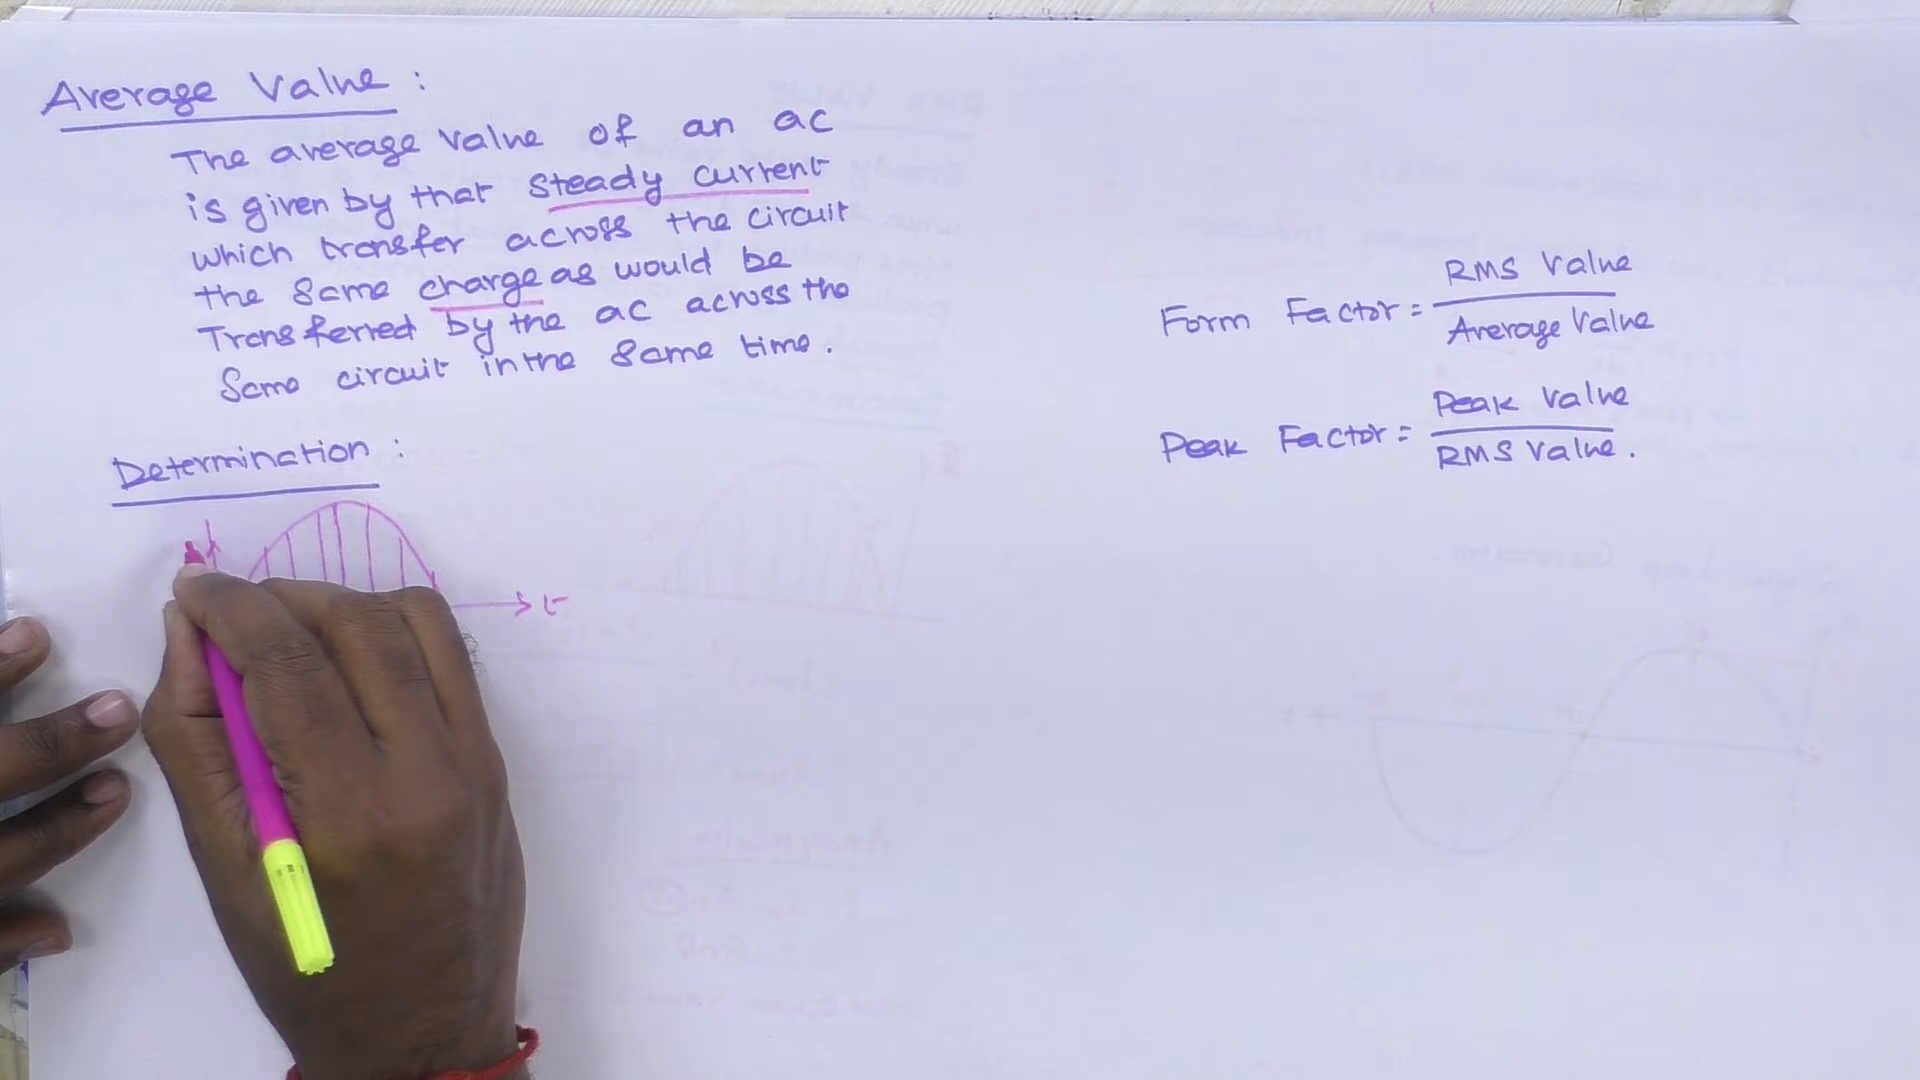 Average Value :
The average value of an ac
is given by that steady current
which transfer across the circuit
the same charge as would be
Transferred by the ac across the
Same circuit in the same time.
Form Factor = RMS Value
Average Value
Peak Factor = Peak Value
RMS Value.
Determination :
t